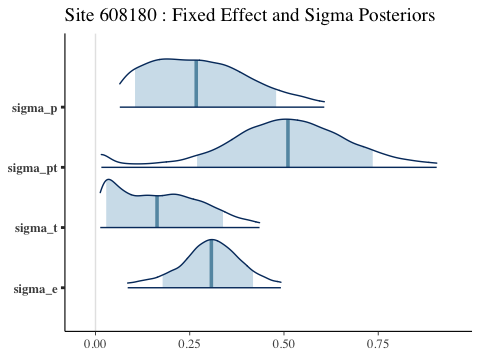 Site 608180 : Fixed Effect and Sigma Posteriors
sigma_p
sigma_pt
sigma_t
sigma_e
0.00 0.25 0.50 0.75